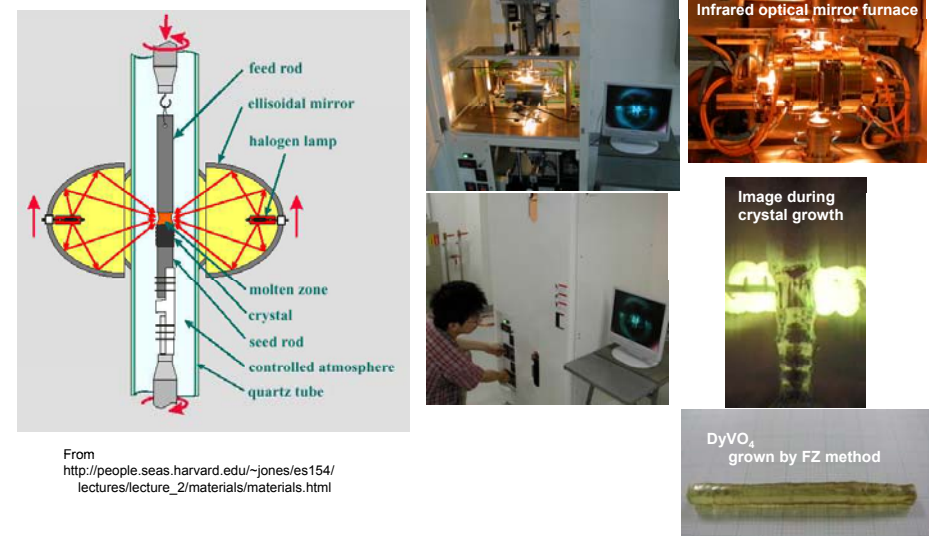 feed rod
ellisoidal mirror
halogen lamp
molten zone
crystal
seed rod
controlled atmosphere
quartz tube
From
http://people.seas.harvard.edu/~jones/es154/
lectures/lecture_2/materials/materials.html
Infrared optical mirror furnace
Image during
crystal growth
DyVO₄
grown by FZ method